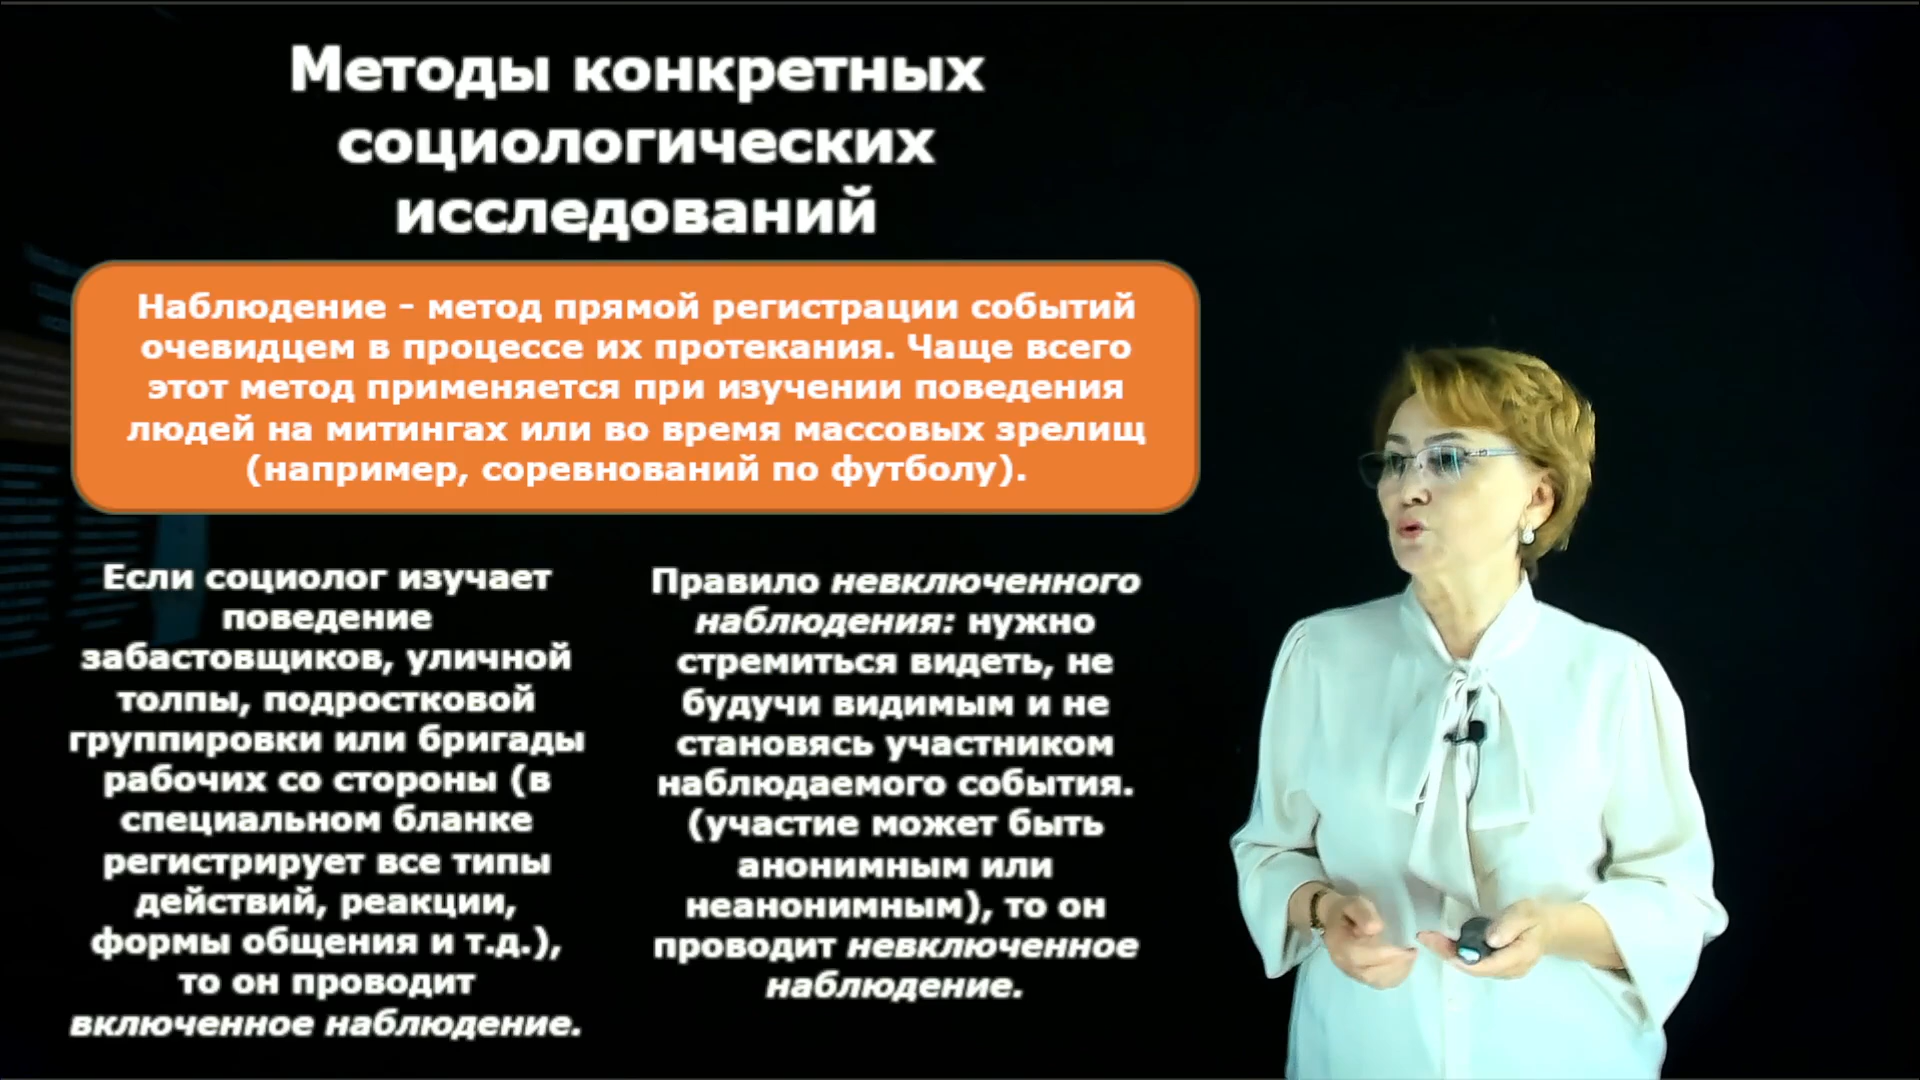 Методы конкретных
социологических
исследований
Наблюдение - метод прямой регистрации событий
очевидцем в процессе их протекания. Чаще всего
этот метод применяется при изучении поведения
людей на митингах или во время массовых зрелищ
(например, соревнований по футболу).
Если социолог изучает
поведение
забастовщиков, уличной
толпы, подростковой
группировки или бригады
рабочих со стороны (в
специальном бланке
регистрирует все типы
действий, реакции,
формы общения и т.д.),
то он проводит
включенное наблюдение.
Правило невключенного
наблюдения: нужно
стремиться видеть, не
будучи видимым и не
становясь участником
наблюдаемого события.
(участие может быть
анонимным или
неанонимным), то он
проводит невключенное
наблюдение.